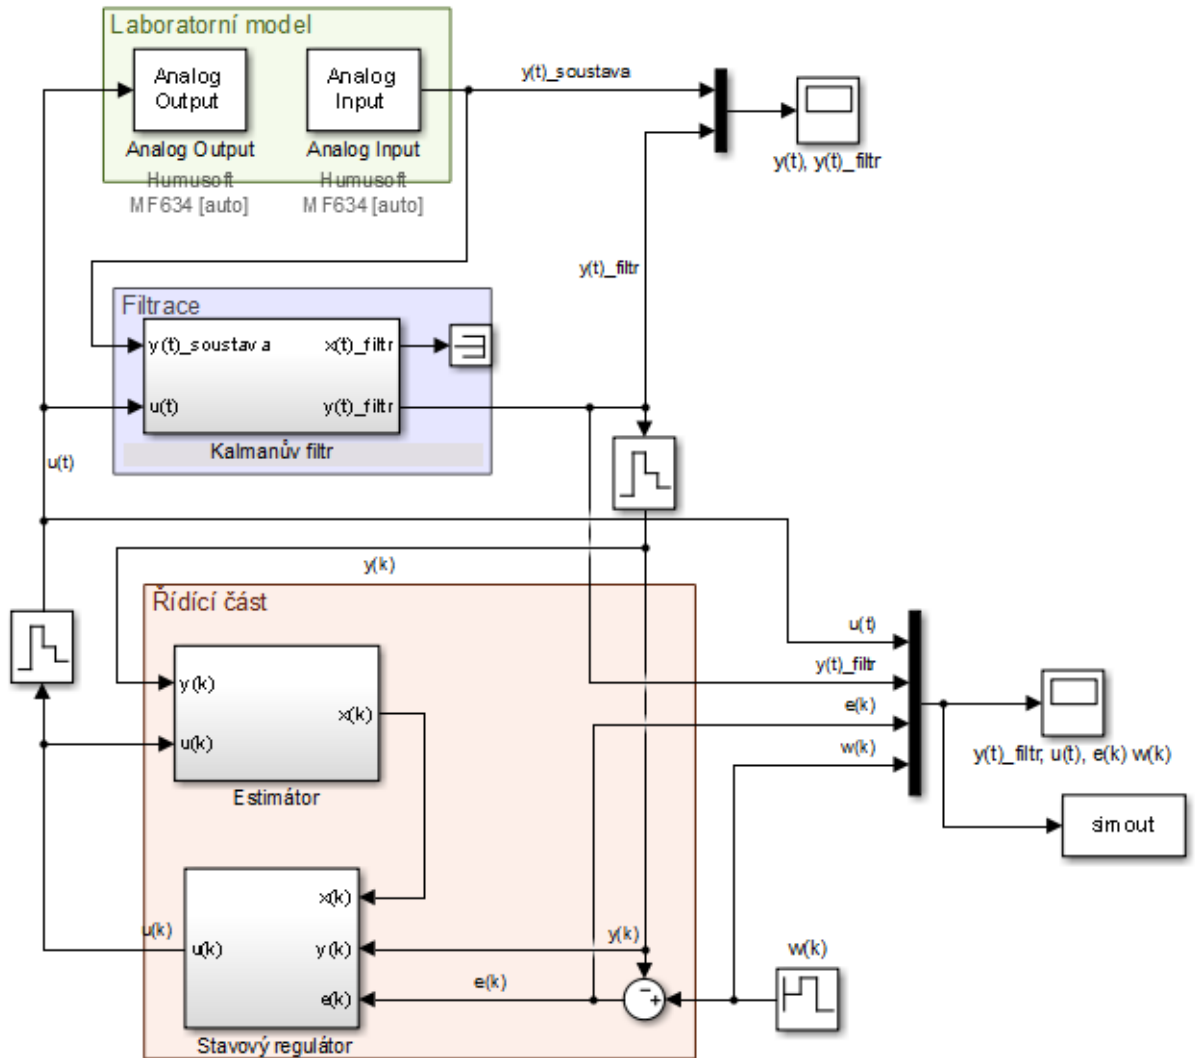 Laboratorní model
Analog
Output
Analog Output
Humusoft
MF634 [auto]
Analog
Input
Analog Input
Humusoft
MF634 [auto]
y(t)_soustava
y(t), y(t)_filtr
y(t)_filtr
Filtrace
y(t)_soustava
x(t)_filtr
u(t)
y(t)_filtr
Kalmanův filtr
u(t)
y(k)
Řídící část
y(k)
x(k)
u(k)
Estimátor
u(t)
y(t)_filtr
e(k)
w(k)
y(t)_filtr, u(t), e(k) w(k)
simout
x(k)
u(k)
u(k)
y(k)
y(k)
e(k)
e(k)
-
+
w(k)
Stavový regulátor